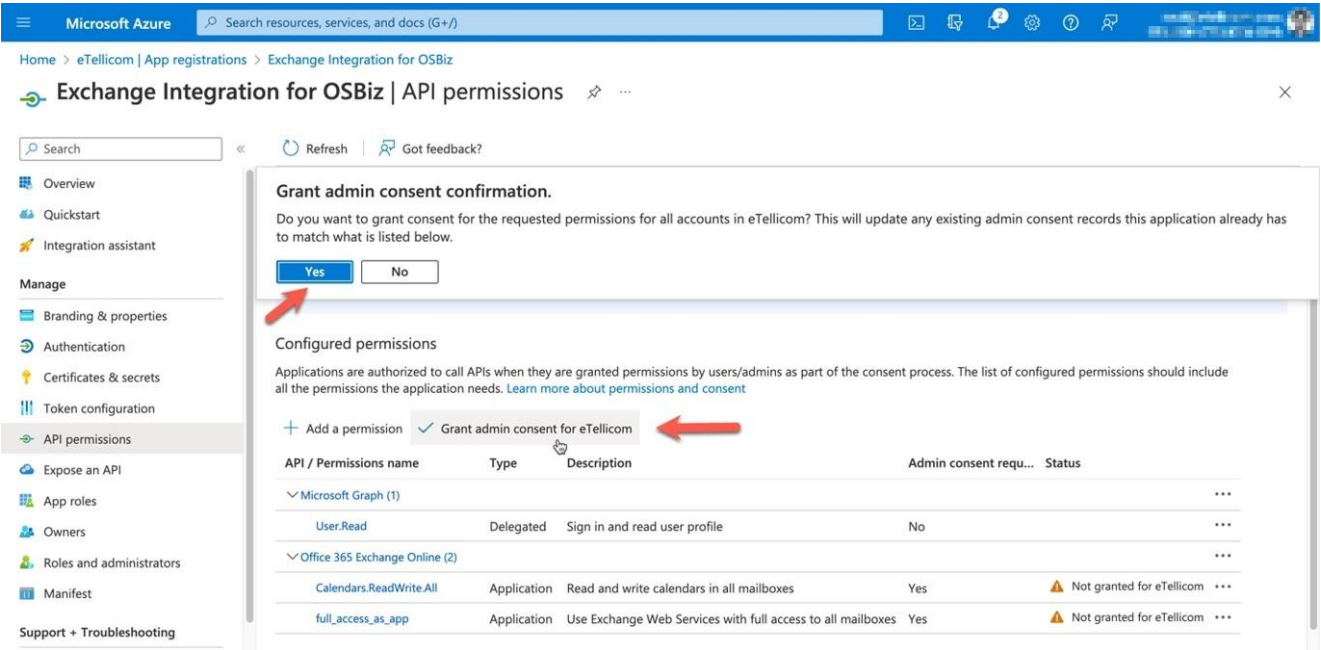 Microsoft Azure
Search resources, services, and docs (G+/)
2
Home > eTellicom | App registrations > Exchange Integration for OSBiz
Exchange Integration for OSBiz | API permissions
Search
Refresh
Got feedback?
Overview
Quickstart
Integration assistant
Manage
Branding & properties
Authentication
Certificates & secrets
Token configuration
API permissions
Expose an API
App roles
Owners
Roles and administrators
Manifest
Support + Troubleshooting
Grant admin consent confirmation.
Do you want to grant consent for the requested permissions for all accounts in eTellicom? This will update any existing admin consent records this application already has
to match what is listed below.
Yes
No
Configured permissions
Applications are authorized to call APIs when they are granted permissions by users/admins as part of the consent process. The list of configured permissions should include
all the permissions the application needs. Learn more about permissions and consent
Add a permission
Grant admin consent for eTellicom
API / Permissions name Type Description Admin consent requ... Status
Microsoft Graph (1)
User.Read Delegated Sign in and read user profile No
Office 365 Exchange Online (2)
Calendars.ReadWrite.All Application Read and write calendars in all mailboxes Yes Not granted for eTellicom
full_access_as_app Application Use Exchange Web Services with full access to all mailboxes Yes Not granted for eTellicom